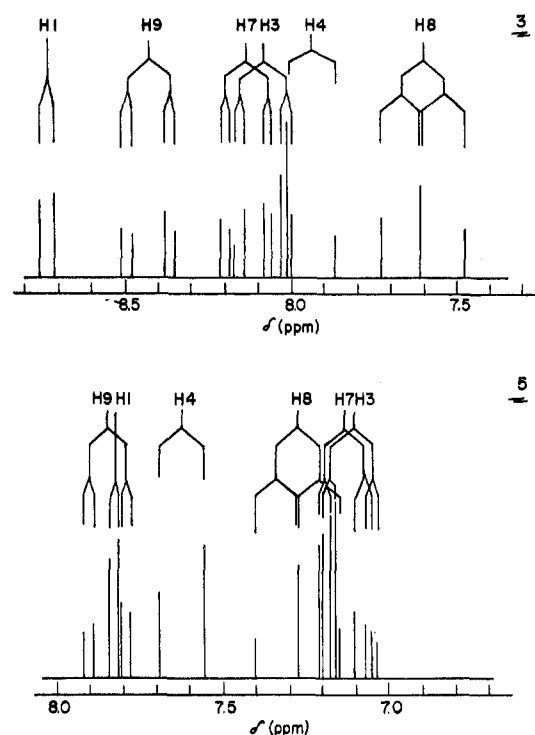 H1 H9 H7 H3 H4 H8 3
8.5 8.0 7.5
δ (ppm)
H9 H1 H4 H8 H7 H3 5
8.0 7.5 7.0
δ (ppm)